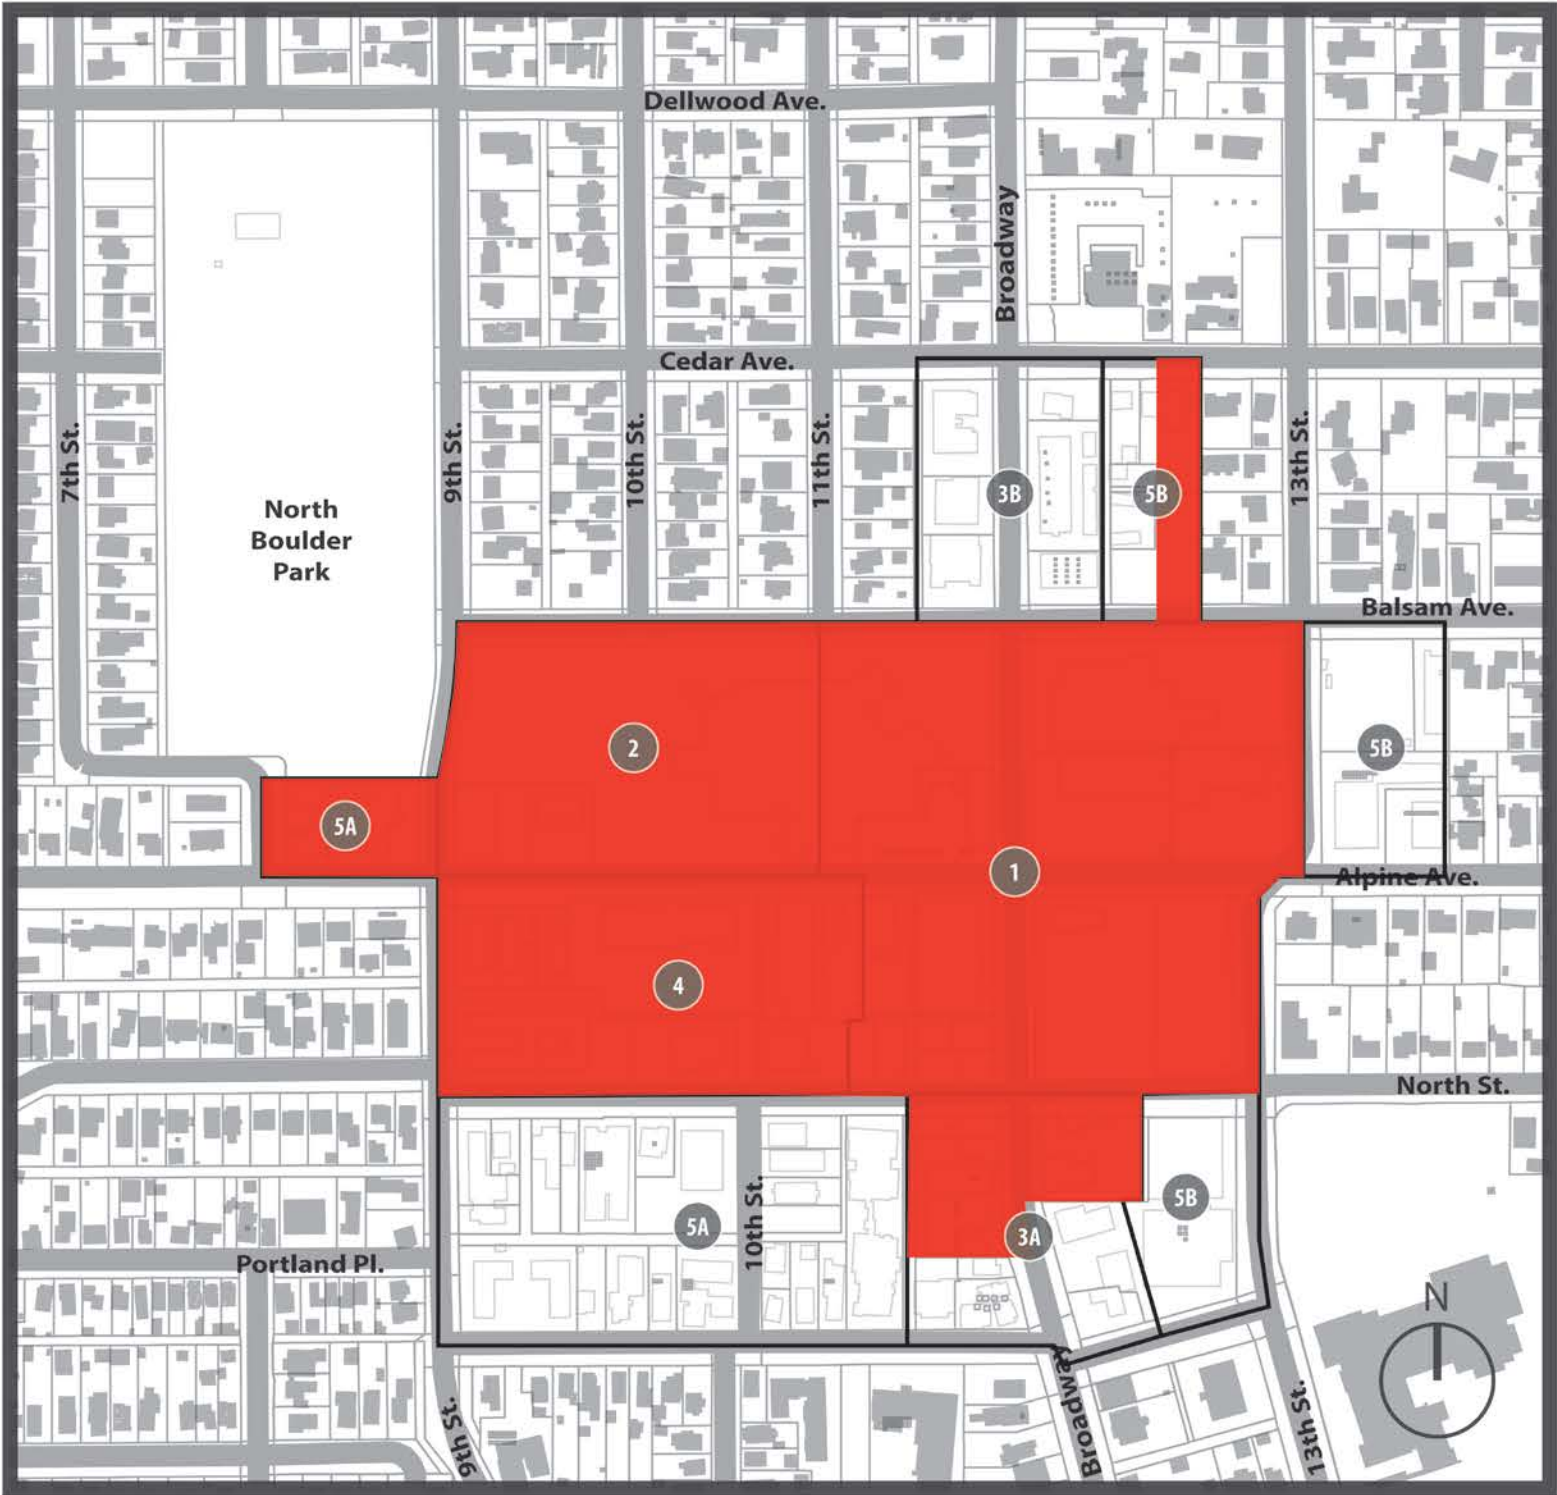 Dellwood Ave.
Broadway
Cedar Ave.
7th St.
9th St.
10th St.
11th St.
13th St.
3B
5B
North
Boulder
Park
Balsam Ave.
2
5B
5A
1
Alpine Ave.
4
North St.
10th St.
5B
5A
3A
Portland Pl.
N
9th St.
Broadway
13th St.